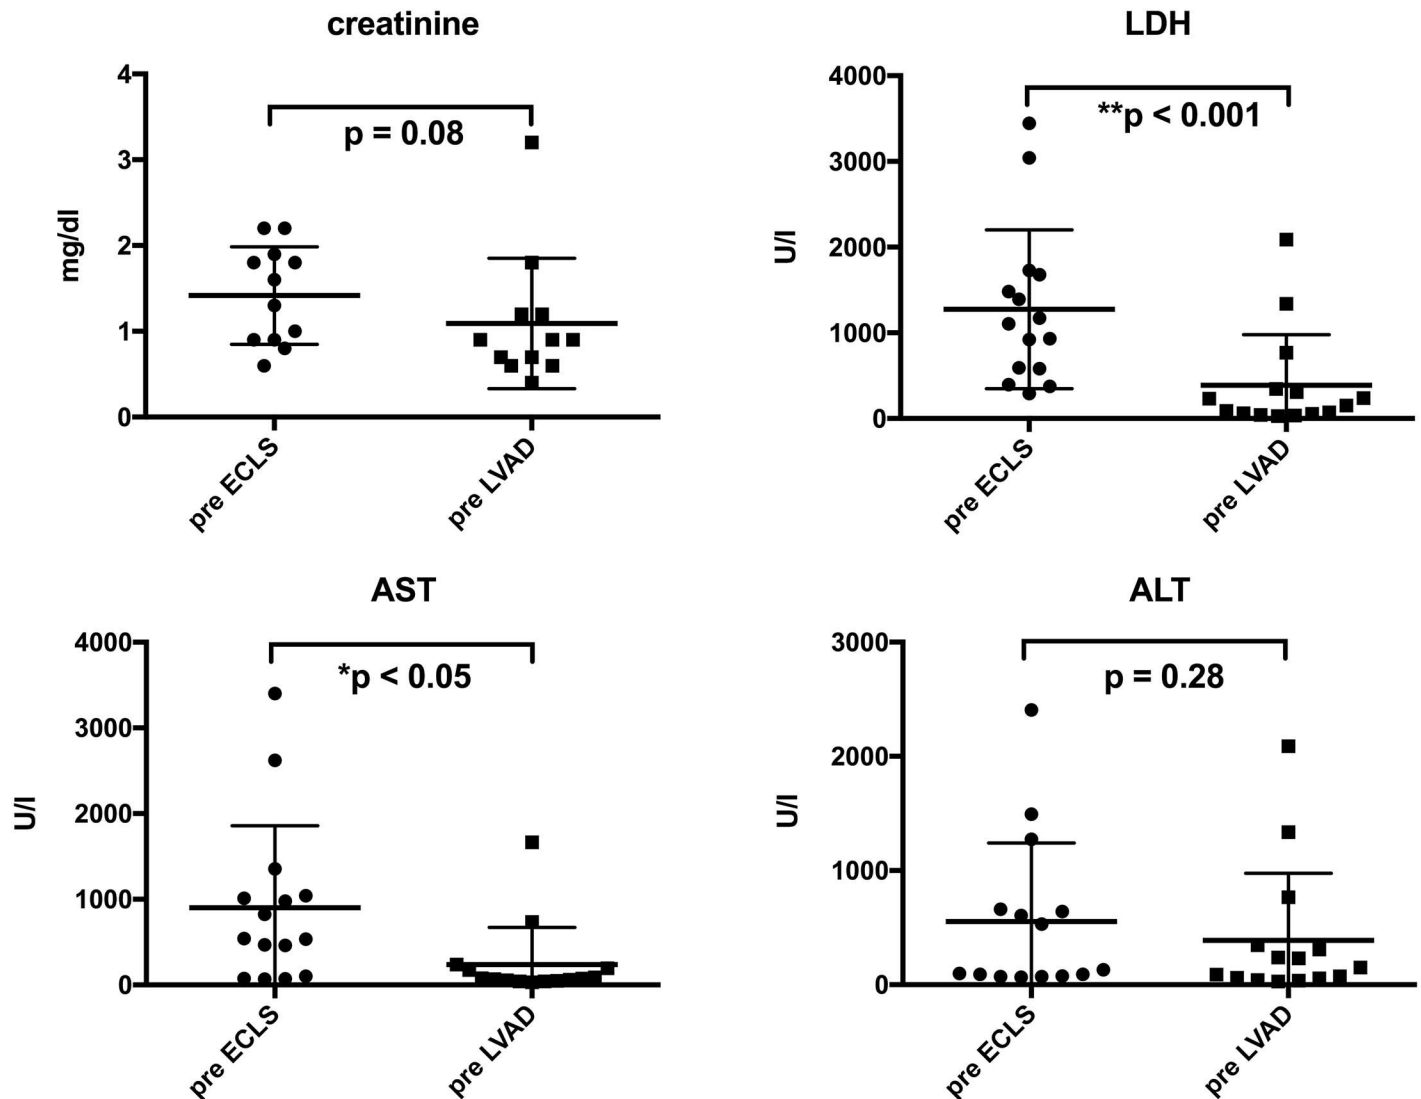 creatinine
4
3
2
1
0
mg/dl
p = 0.08
pre ECLS
pre LVAD
LDH
4000
3000
2000
1000
0
U/l
**p < 0.001
pre ECLS
pre LVAD
AST
4000
3000
2000
1000
0
U/l
*p < 0.05
pre ECLS
pre LVAD
ALT
3000
2000
1000
0
U/l
p = 0.28
pre ECLS
pre LVAD